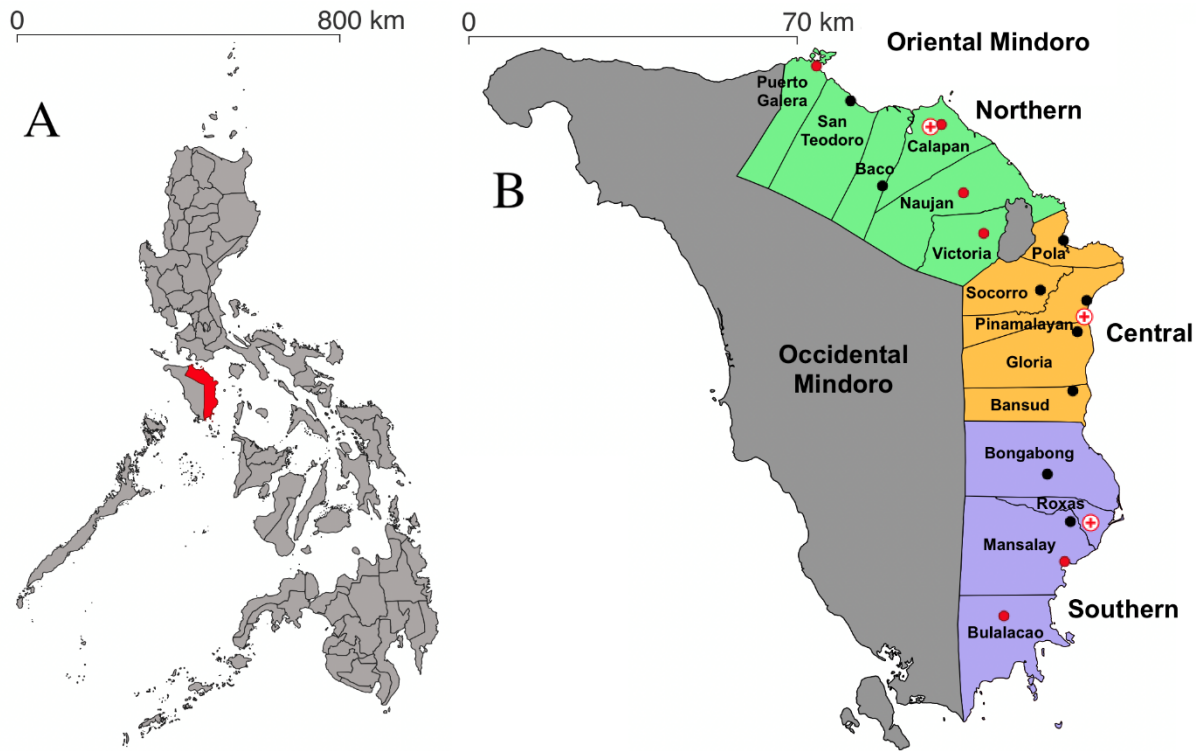 0 800 km
A
0 70 km
B
Oriental Mindoro
Northern
Puerto
Galera
San
Teodoro
Calapan
Baco
Naujan
Victoria
Pola
Socorro
Pinamalayan
Central
Gloria
Occidental
Mindoro
Bansud
Bongabong
Roxas
Mansalay
Southern
Bulalacao